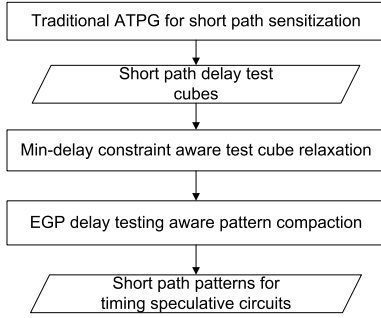 Traditional ATPG for short path sensitization
Short path delay test
cubes
Min-delay constraint aware test cube relaxation
EGP delay testing aware pattern compaction
Short path patterns for
timing speculative circuits